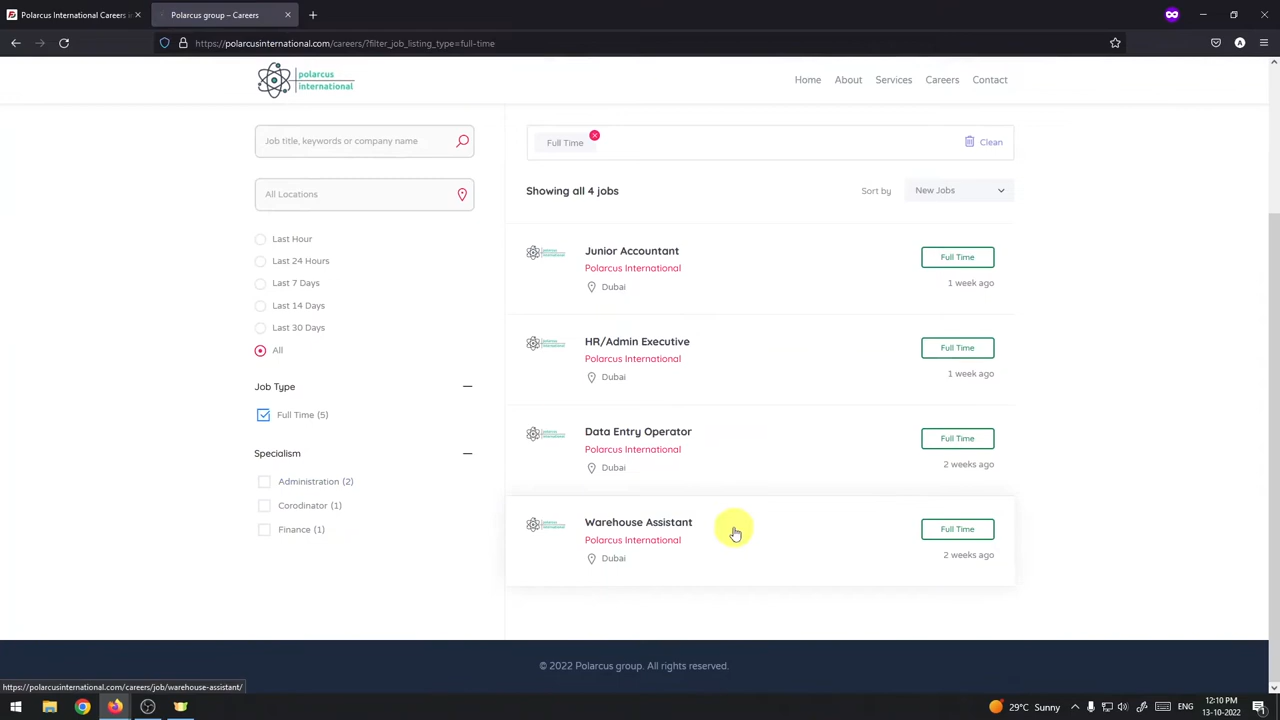 Polarcus International Careers in
Polarcus group – Careers
https://polarcusinternational.com/careers/?filter_job_listing_type=full-time
polarcus
international
Home About Services Careers Contact
Job title, keywords or company name
All Locations
Last Hour
Last 24 Hours
Last 7 Days
Last 14 Days
Last 30 Days
All
Job Type
Full Time (5)
Specialism
Administration (2)
Corodinator (1)
Finance (1)
Full Time
Clean
Showing all 4 jobs
Sort by New Jobs
Junior Accountant
Polarcus International
Dubai
Full Time
1 week ago
HR/Admin Executive
Polarcus International
Dubai
Full Time
1 week ago
Data Entry Operator
Polarcus International
Dubai
Full Time
2 weeks ago
Warehouse Assistant
Polarcus International
Dubai
Full Time
2 weeks ago
© 2022 Polarcus group. All rights reserved.
https://polarcusinternational.com/careers/job/warehouse-assistant/
29°C Sunny
ENG
12:10 PM
13-10-2022